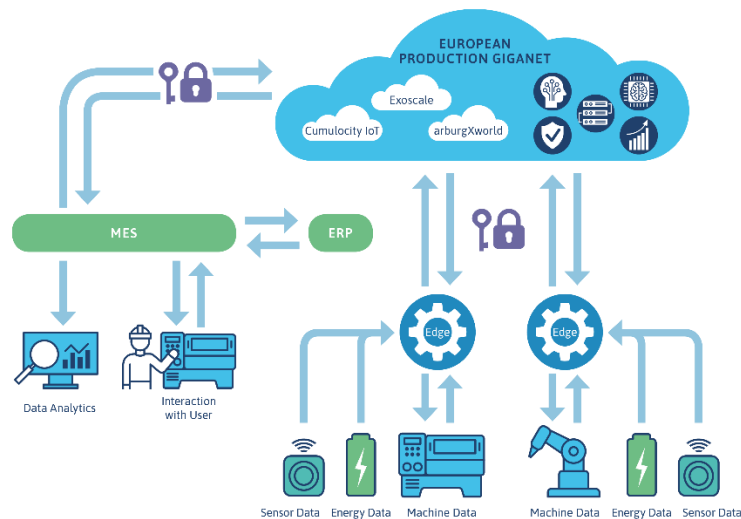 EUROPEAN
PRODUCTION GIGANET
Exoscale
Cumulocity IoT
arburgXworld
MES
ERP
Edge
Edge
Data Analytics
Interaction
with User
Sensor Data
Energy Data
Machine Data
Machine Data
Energy Data
Sensor Data